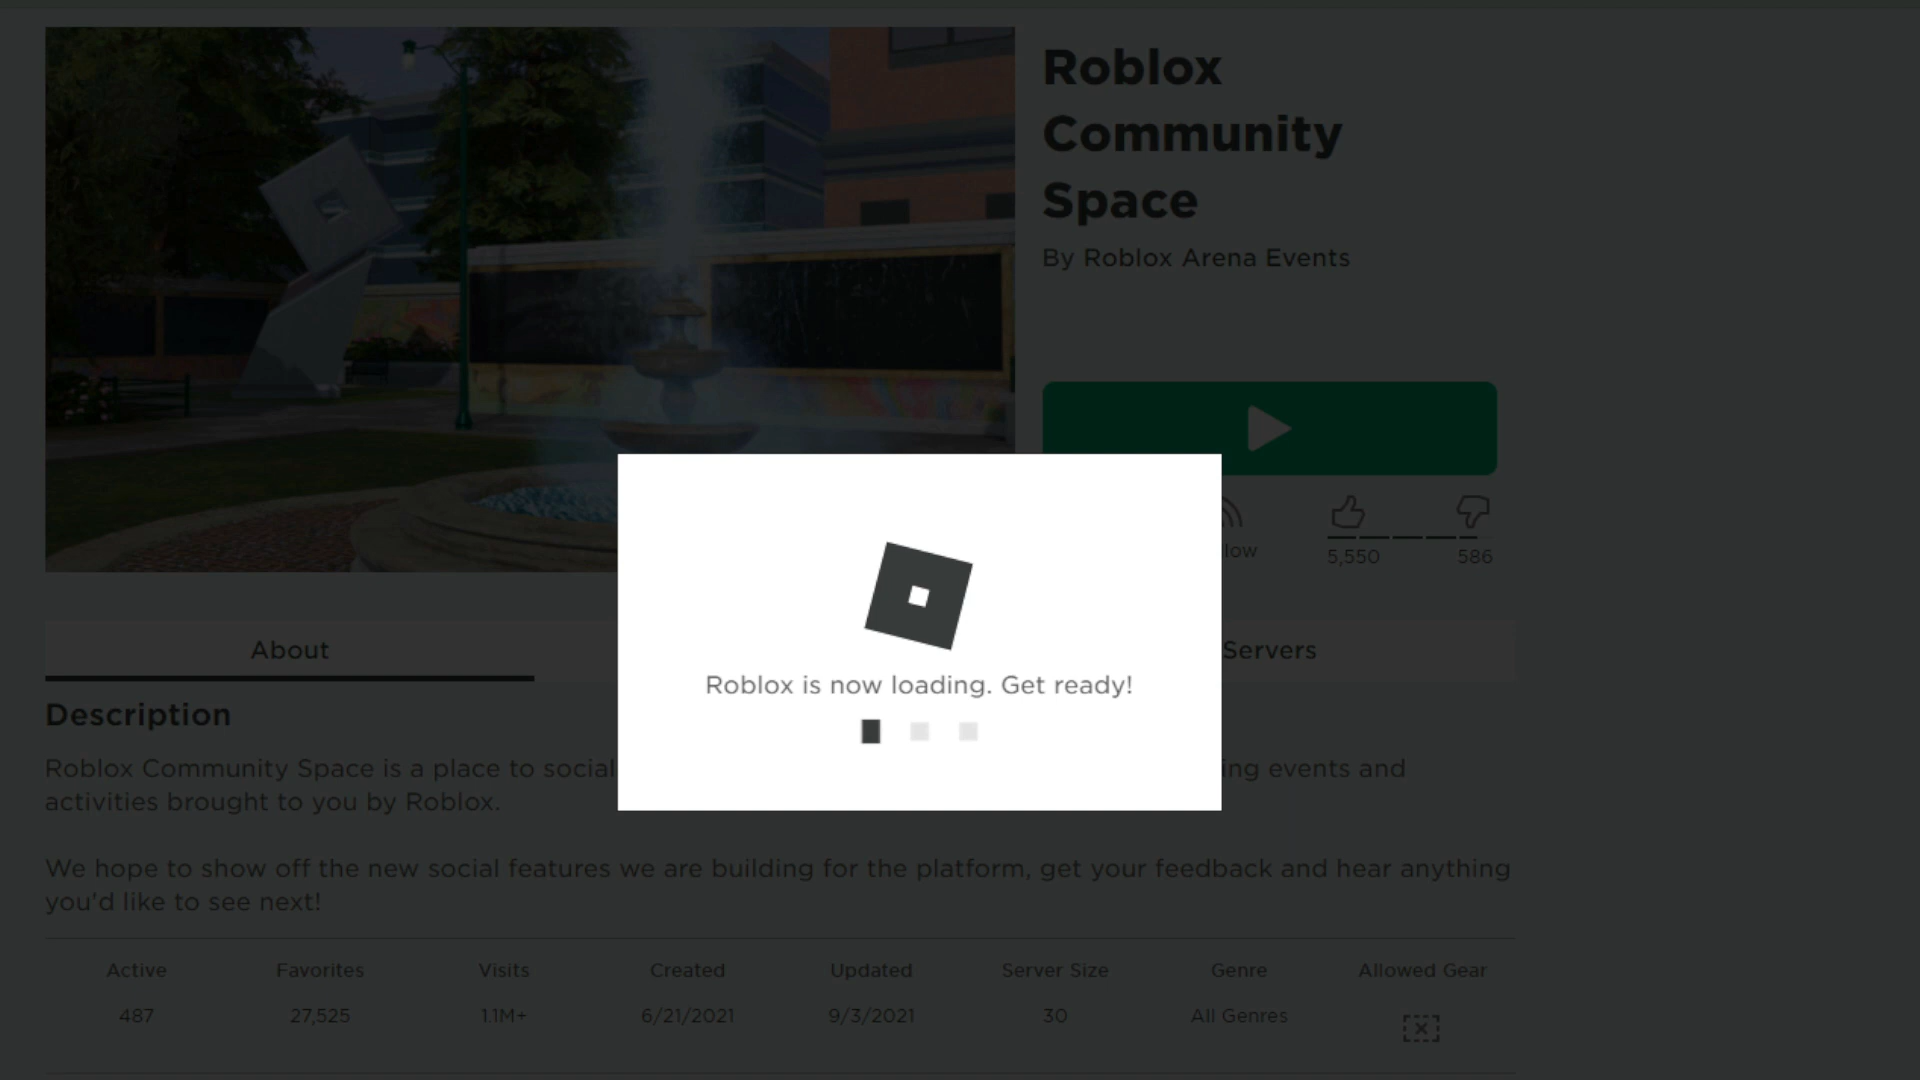 Roblox
Community
Space
By Roblox Arena Events
low
5,550
586
Roblox is now loading. Get ready!
About
Servers
Description
Roblox Community Space is a place to social
ing events and
activities brought to you by Roblox.
We hope to show off the new social features we are building for the platform, get your feedback and hear anything
you'd like to see next!
Active Favorites Visits Created Updated Server Size Genre Allowed Gear
487 27,525 1.1M+ 6/21/2021 9/3/2021 30 All Genres